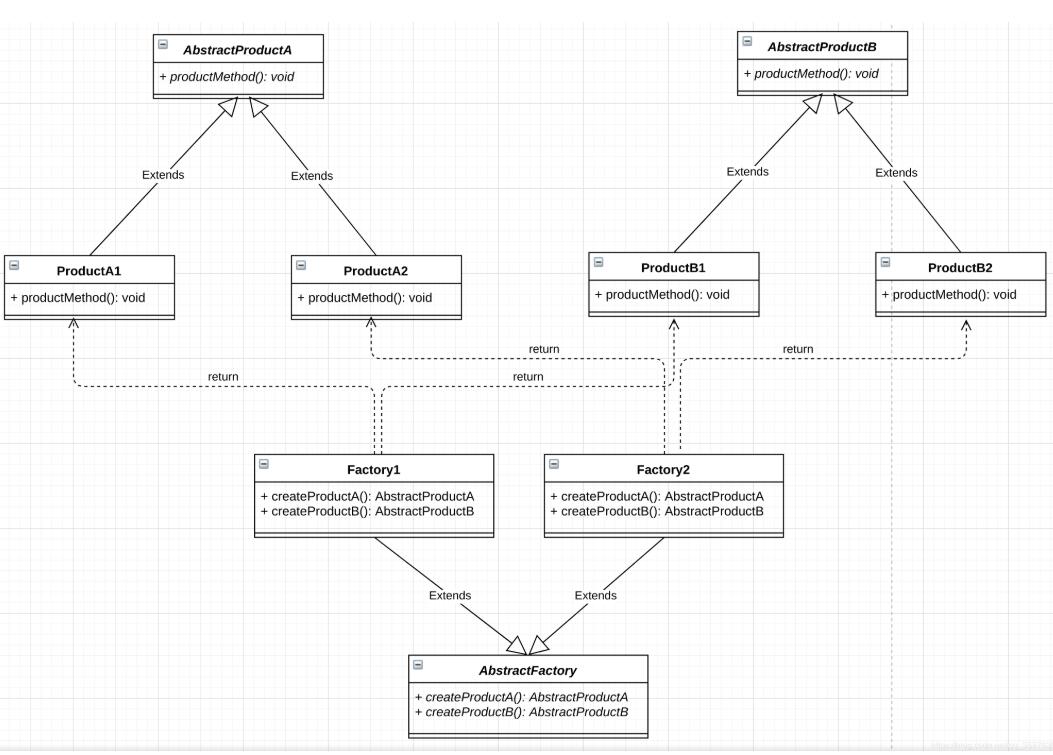 AbstractProductA
+ productMethod(): void
AbstractProductB
+ productMethod(): void
Extends
Extends
Extends
Extends
ProductA1
+ productMethod(): void
ProductA2
+ productMethod(): void
ProductB1
+ productMethod(): void
ProductB2
+ productMethod(): void
return
return
return
return
Factory1
+ createProductA(): AbstractProductA
+ createProductB(): AbstractProductB
Factory2
+ createProductA(): AbstractProductA
+ createProductB(): AbstractProductB
Extends
Extends
AbstractFactory
+ createProductA(): AbstractProductA
+ createProductB(): AbstractProductB